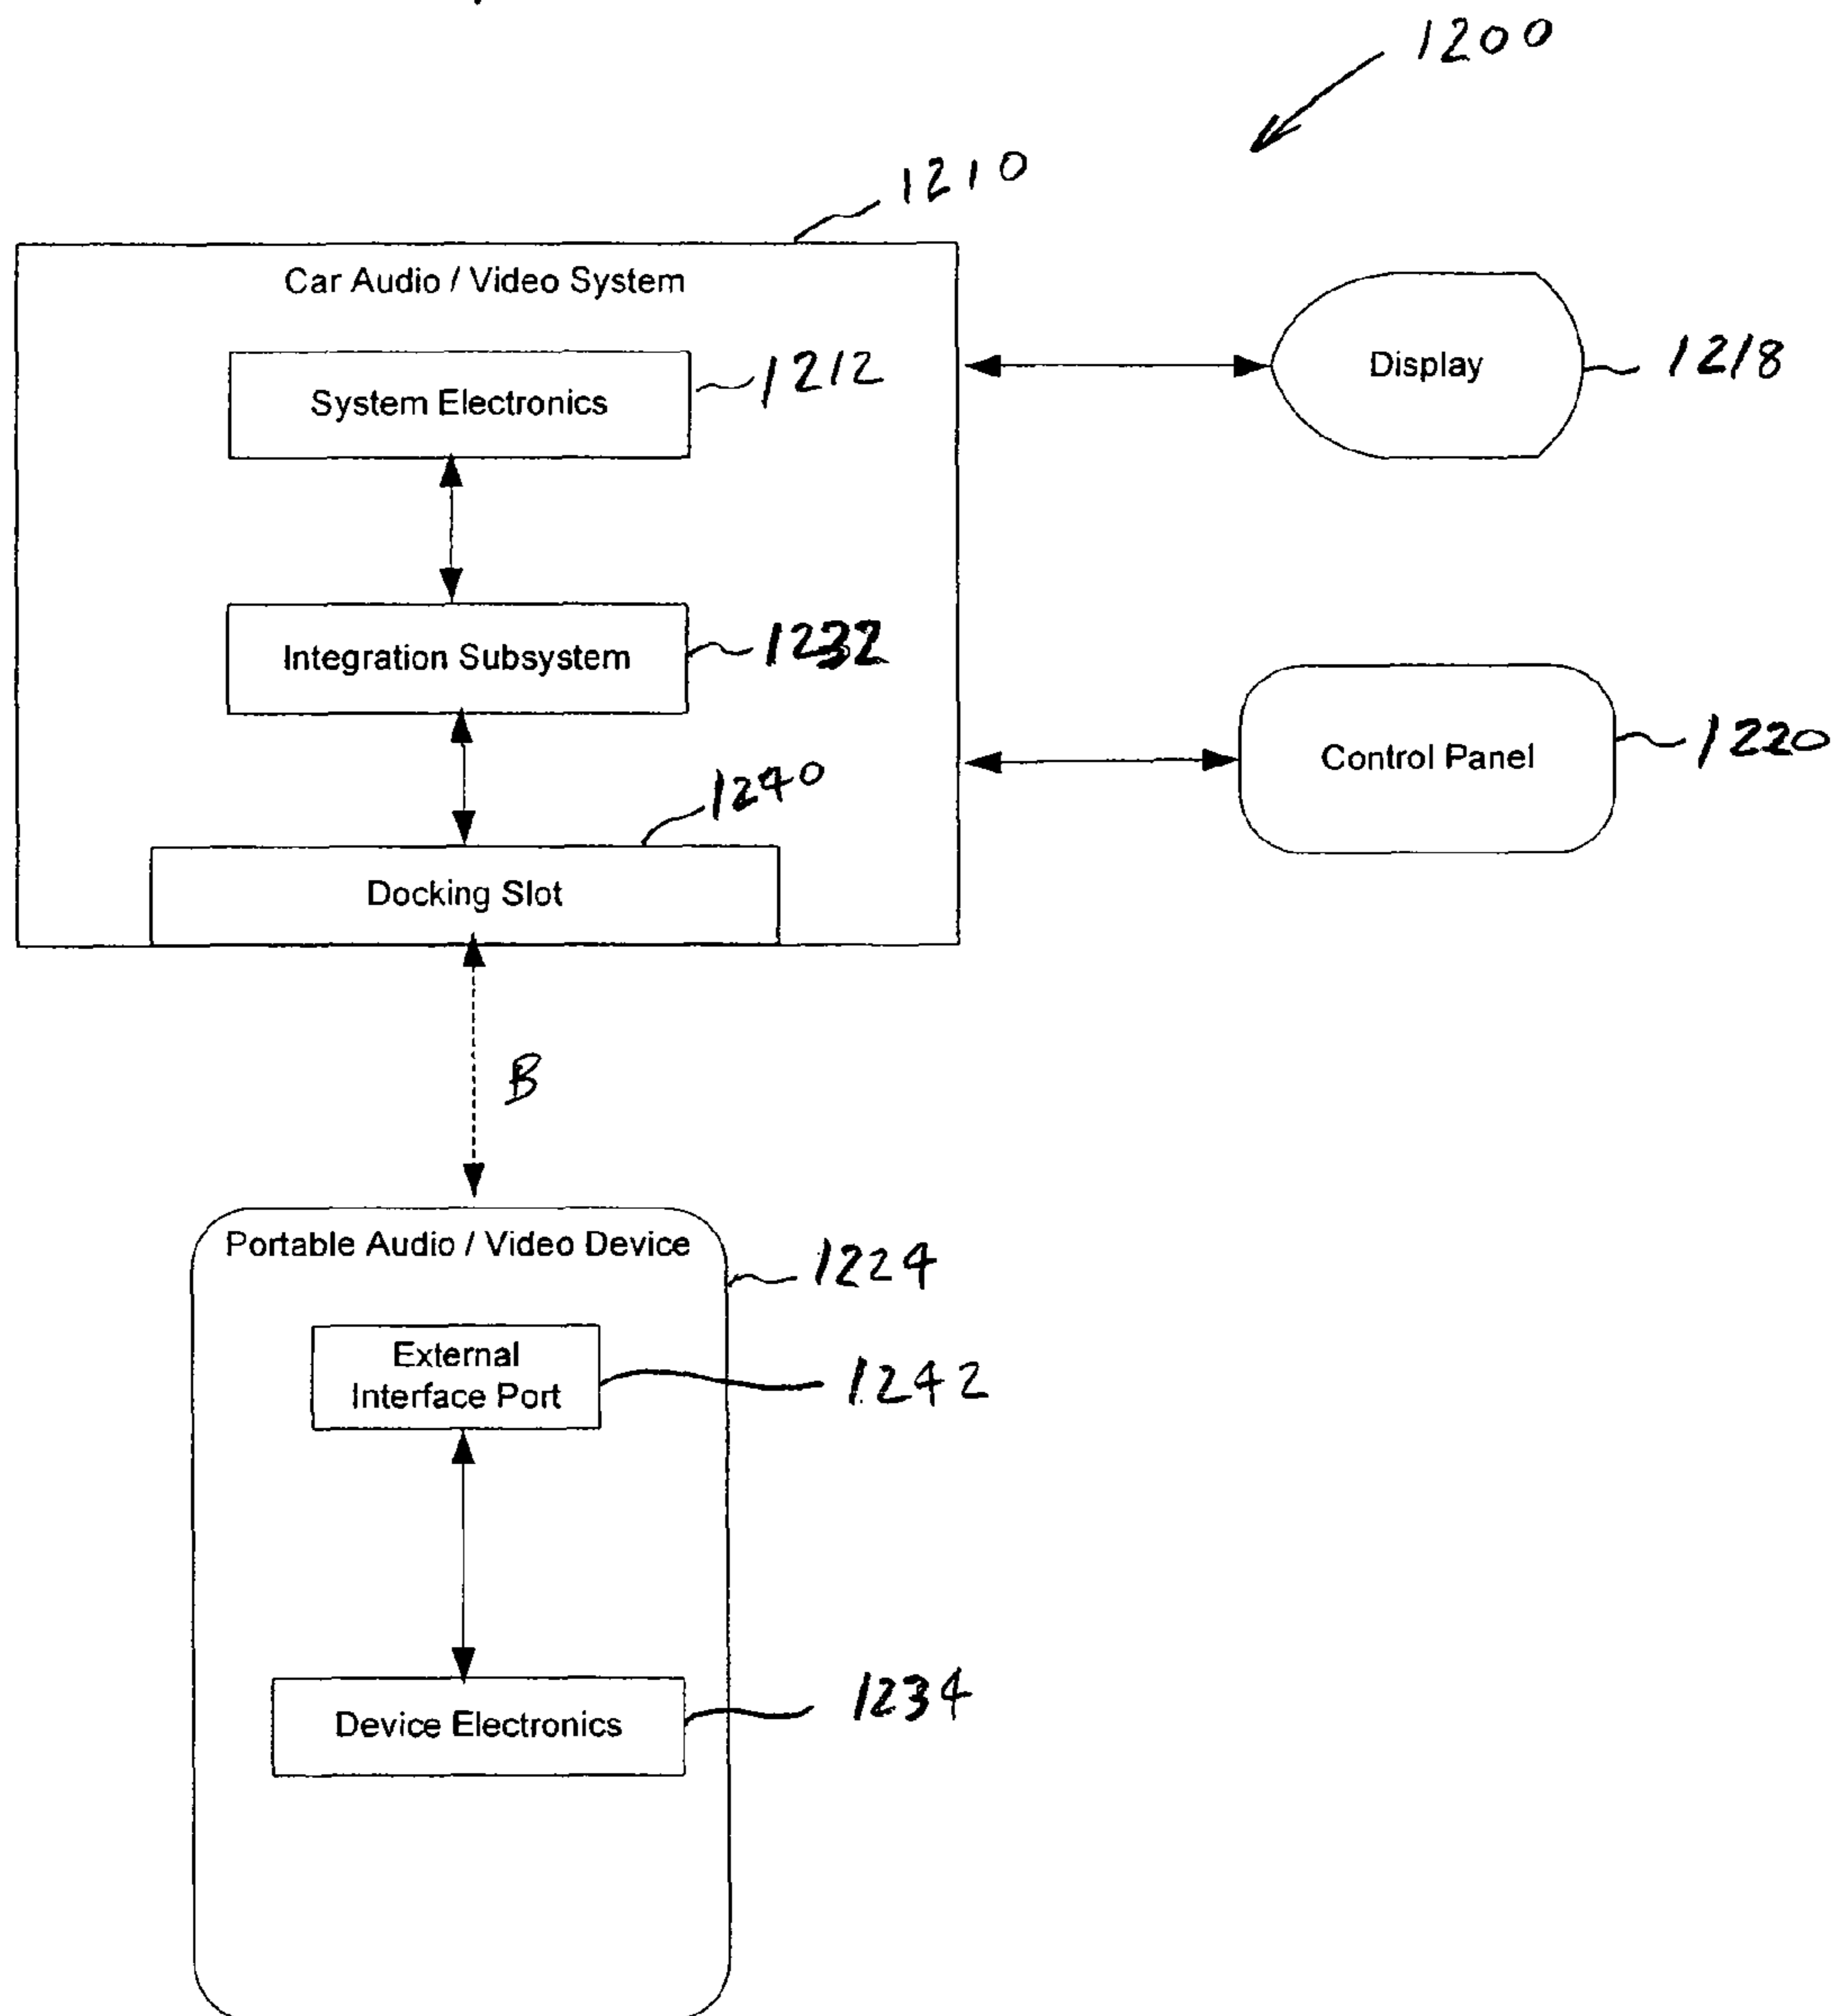 1200
1210
Car Audio / Video System
System Electronics
1212
Display
1218
Integration Subsystem
1232
Control Panel
1220
1240
Docking Slot
B
Portable Audio / Video Device
1224
External
Interface Port
1242
Device Electronics
1234